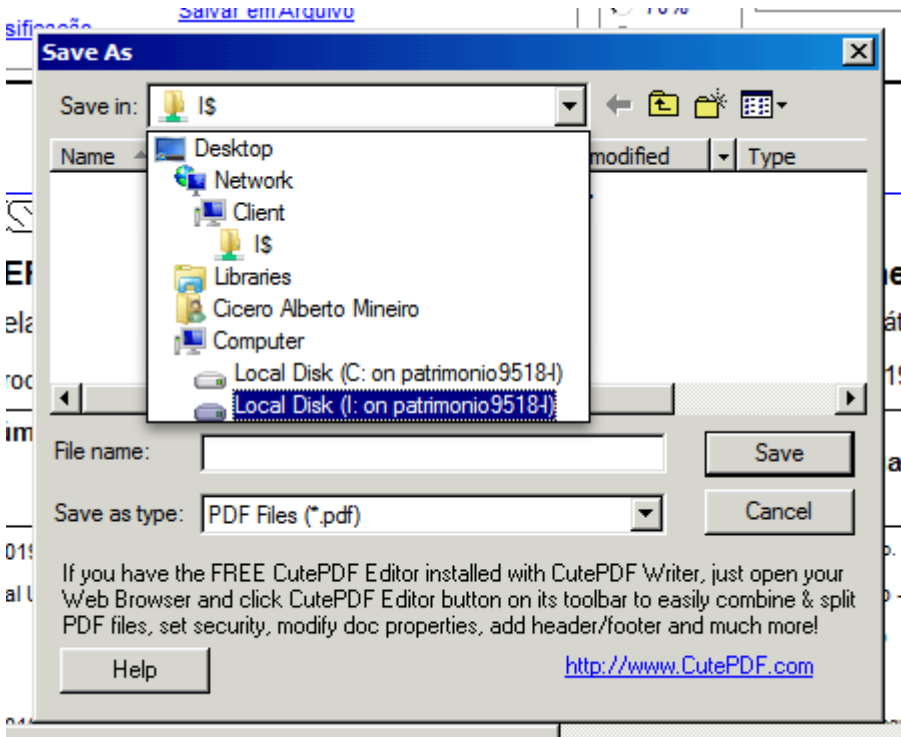 Salvar em Arquivo
70%
Save As
Save in: I$
Name modified Type
Desktop
Network
Client
I$
Libraries
Cicero Alberto Mineiro
Computer
Local Disk (C: on patrimonio9518-I)
Local Disk (I: on patrimonio9518-I)
File name:
Save
Save as type: PDF Files (*.pdf)
Cancel
If you have the FREE CutePDF Editor installed with CutePDF Writer, just open your
Web Browser and click CutePDF Editor button on its toolbar to easily combine & split
PDF files, set security, modify doc properties, add header/footer and much more!
Help
http://www.CutePDF.com